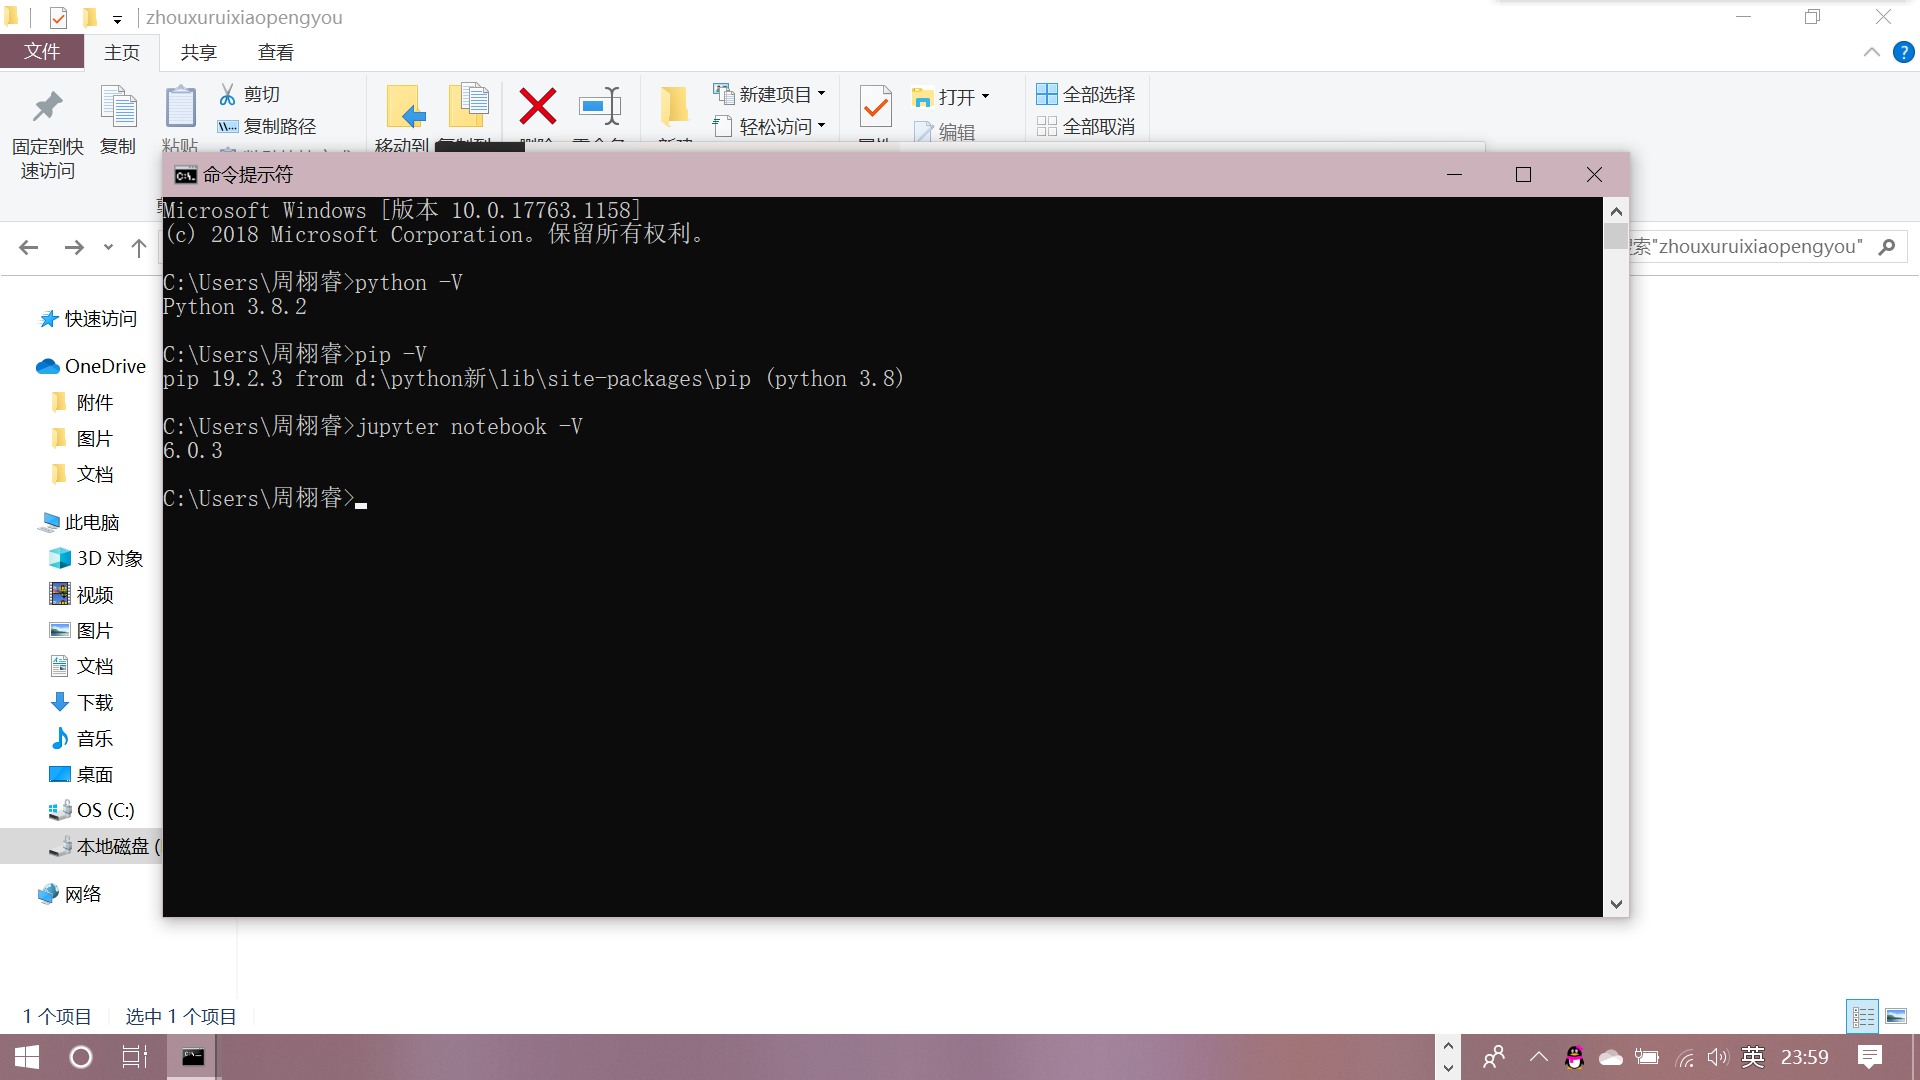 zhouxuruixiaopengyou
文件 主页 共享 查看
固定到快
速访问
复制
粘贴
剪切
复制路径
移动到
复制到
删除
重命名
新建
新建项目
轻松访问
属性
打开
编辑
全部选择
全部取消
搜索"zhouxuruixiaopengyou"
快速访问
OneDrive
附件
图片
文档
此电脑
3D 对象
视频
图片
文档
下载
音乐
桌面
OS (C:)
本地磁盘 (
网络
命令提示符
Microsoft Windows [版本 10.0.17763.1158]
(c) 2018 Microsoft Corporation。保留所有权利。
C:\Users\周栩睿>python -V
Python 3.8.2
C:\Users\周栩睿>pip -V
pip 19.2.3 from d:\python新\lib\site-packages\pip (python 3.8)
C:\Users\周栩睿>jupyter notebook -V
6.0.3
C:\Users\周栩睿>
1 个项目 选中 1 个项目
英 23:59